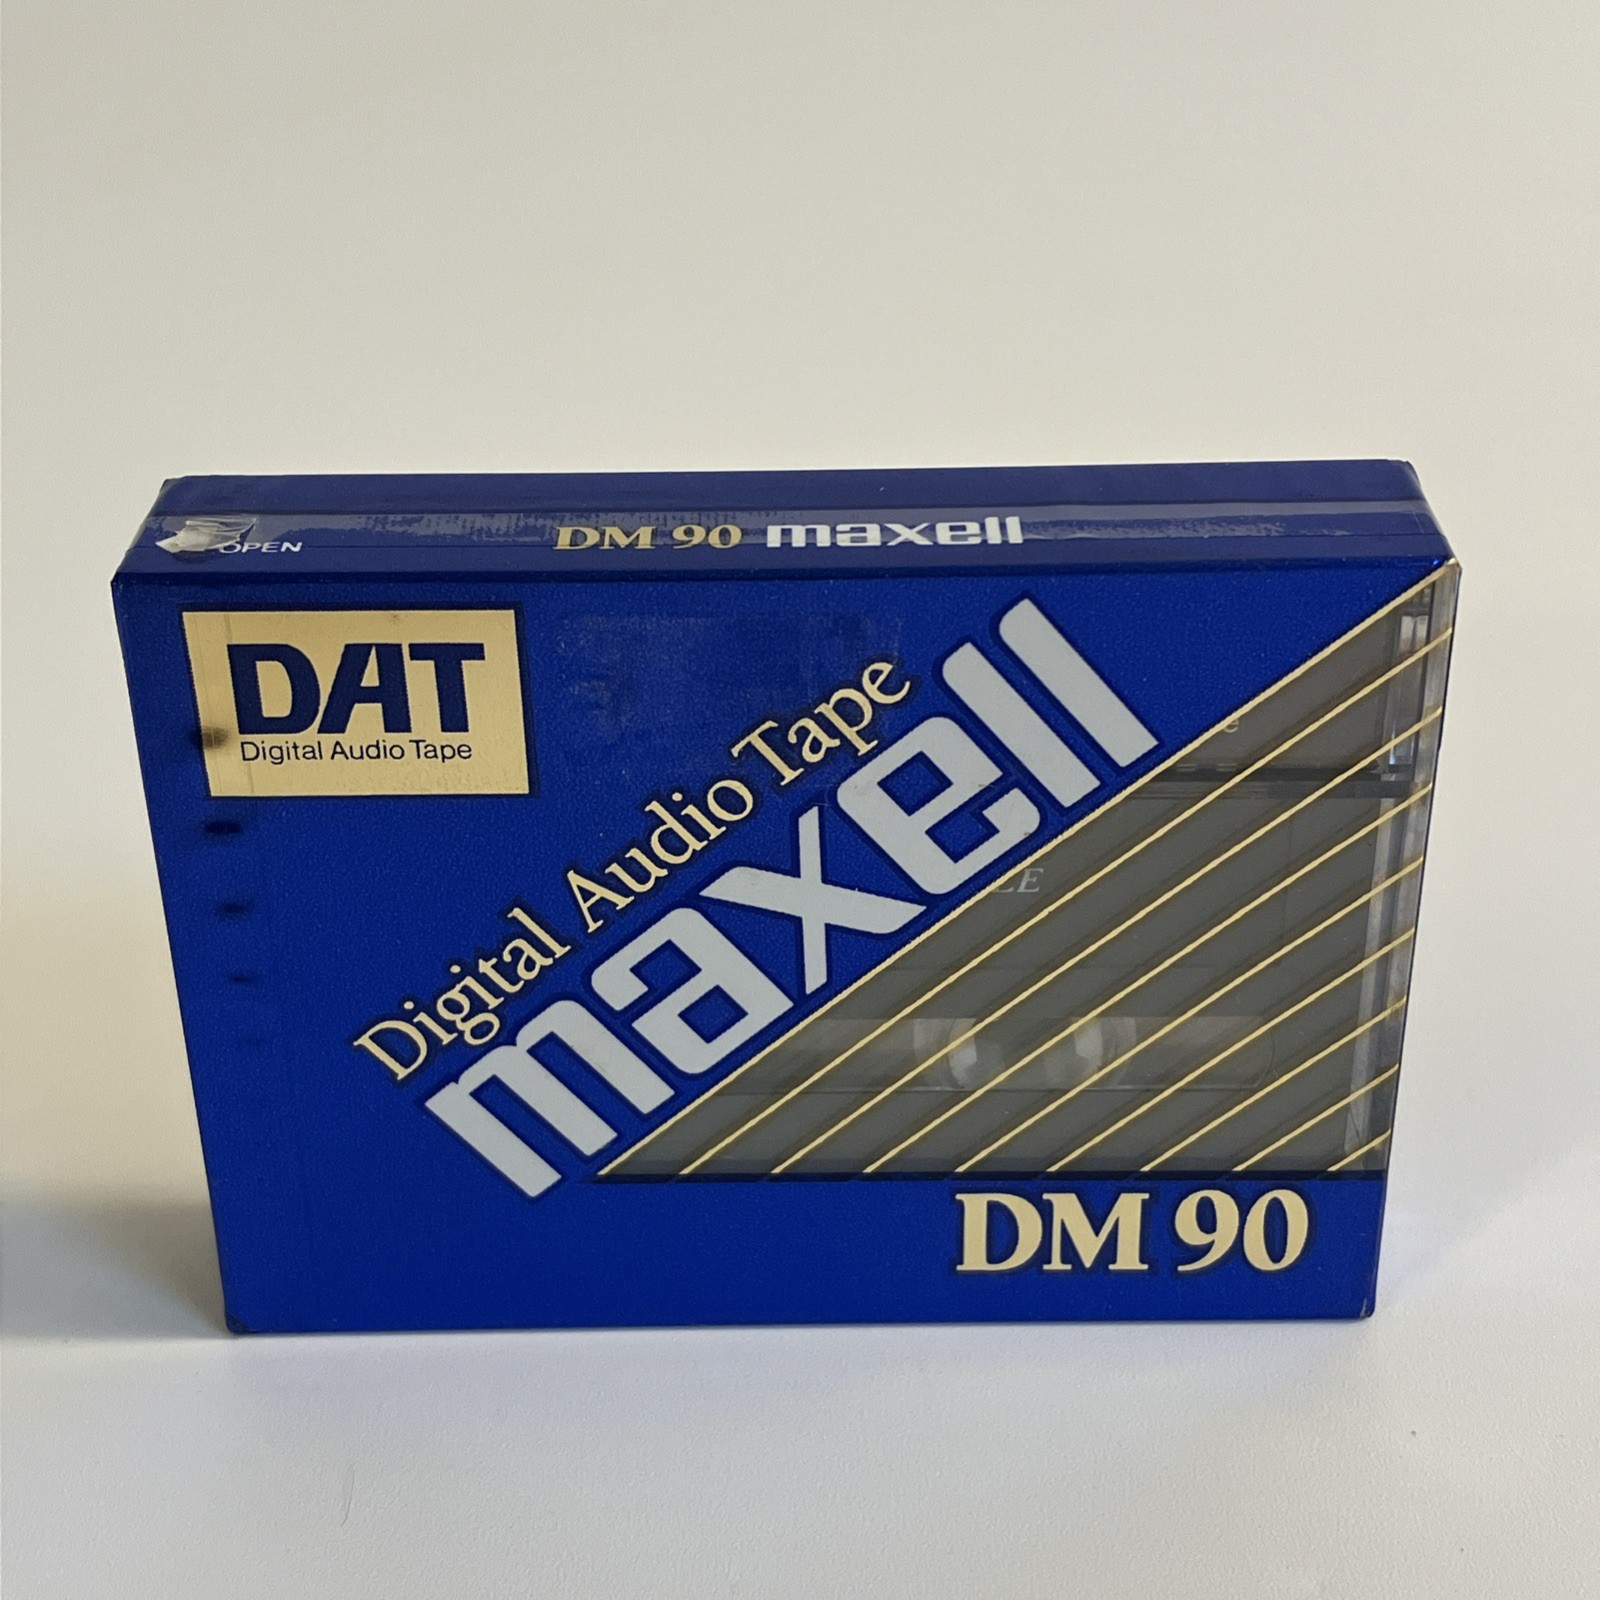 OPEN
DM 90 maxell
DAT
Digital Audio Tape
Digital Audio Tape
maxell
DM 90